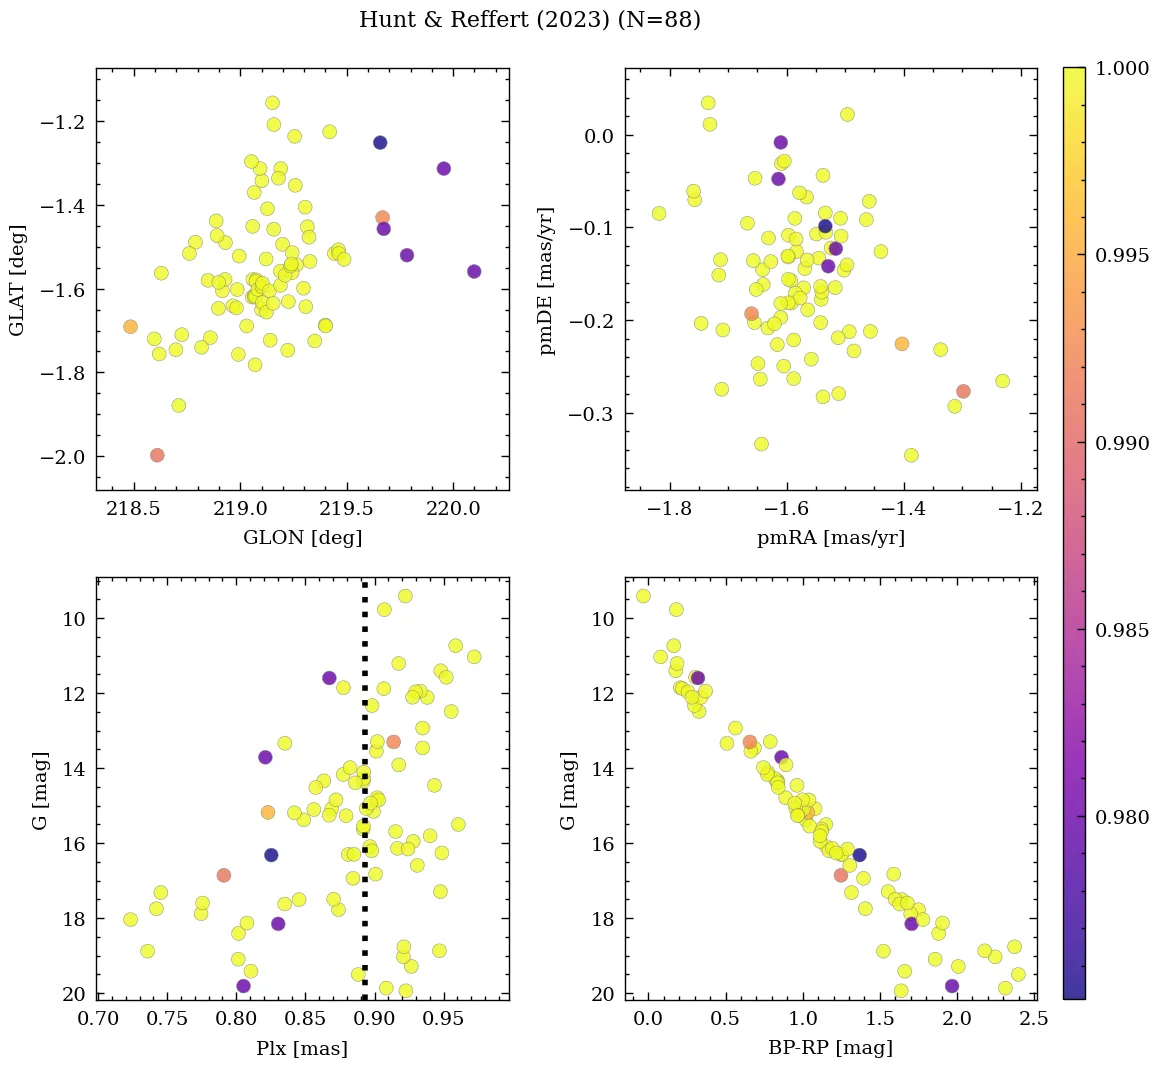 Hunt & Reffert (2023) (N=88)
−1.2
−1.4
−1.6
−1.8
−2.0
GLAT [deg]
218.5 219.0 219.5 220.0
GLON [deg]
0.0
−0.1
−0.2
−0.3
pmDE [mas/yr]
−1.8 −1.6 −1.4 −1.2
pmRA [mas/yr]
10
12
14
16
18
20
G [mag]
0.70 0.75 0.80 0.85 0.90 0.95
Plx [mas]
10
12
14
16
18
20
G [mag]
0.0 0.5 1.0 1.5 2.0 2.5
BP-RP [mag]
1.000
0.995
0.990
0.985
0.980